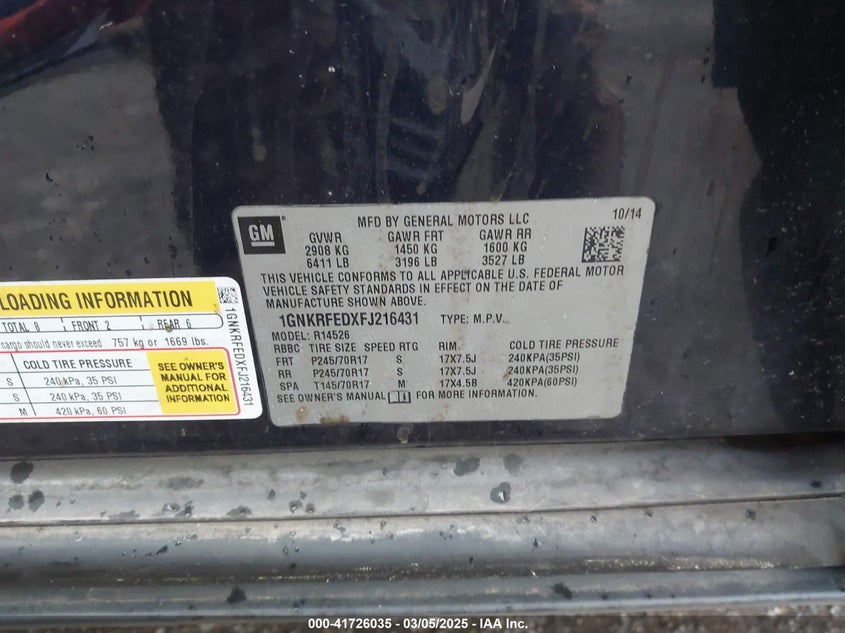 GM
MFD BY GENERAL MOTORS LLC
10/14
GVWR GAWR FRT GAWR RR
2908 KG 1450 KG 1600 KG
6411 LB 3196 LB 3527 LB
THIS VEHICLE CONFORMS TO ALL APPLICABLE U.S. FEDERAL MOTOR
VEHICLE SAFETY STANDARDS IN EFFECT ON THE DATE OF
MANUFACTURE SHOWN ABOVE.
1GNKRFEDXFJ216431 TYPE: M.P.V.
MODEL: R14526
RBBC TIRE SIZE SPEED RTG RIM COLD TIRE PRESSURE
FRT P245/70R17 S 17X7.5J 240KPA(35PSI)
RR P245/70R17 S 17X7.5J 240KPA(35PSI)
SPA T145/70R17 M 17X4.5B 420KPA(60PSI)
SEE OWNER'S MANUAL FOR MORE INFORMATION.
LOADING INFORMATION
TOTAL 8 FRONT 2 REAR 6
cargo should never exceed 757 kg or 1669 lbs.
COLD TIRE PRESSURE
S 240 kPa, 35 PSI
S 240 kPa, 35 PSI
M 420 kPa, 60 PSI
SEE OWNER'S
MANUAL FOR
ADDITIONAL
INFORMATION
1GNKRFEDXFJ216431
000-41726035 - 03/05/2025 - IAA Inc.